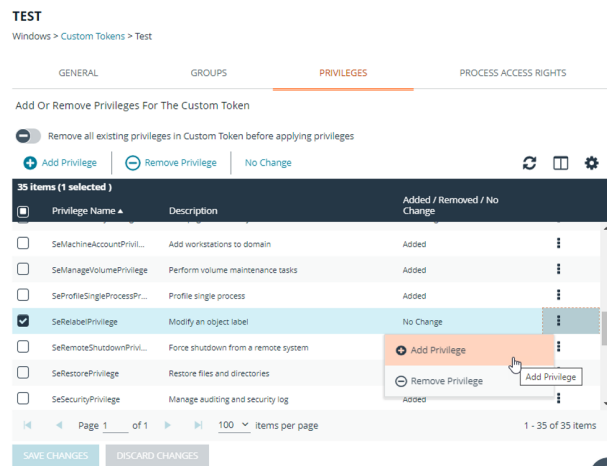 TEST
Windows > Custom Tokens > Test
GENERAL GROUPS PRIVILEGES PROCESS ACCESS RIGHTS
Add Or Remove Privileges For The Custom Token
Remove all existing privileges in Custom Token before applying privileges
Add Privilege Remove Privilege No Change
35 items (1 selected )
Privilege Name Description Added / Removed / No Change
SeMachineAccountPrivil... Add workstations to domain Added
SeManageVolumePrivilege Perform volume maintenance tasks Added
SeProfileSingleProcessPr... Profile single process Added
SeRelabelPrivilege Modify an object label No Change
SeRemoteShutdownPrivi... Force shutdown from a remote system
Add Privilege
SeRestorePrivilege Restore files and directories
Remove Privilege
Add Privilege
SeSecurityPrivilege Manage auditing and security log Added
Page 1 of 1 100 items per page 1 - 35 of 35 items
SAVE CHANGES DISCARD CHANGES